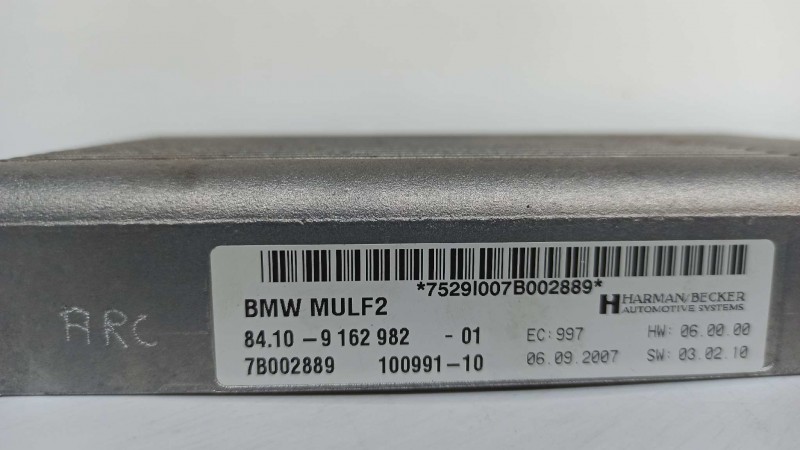 ARC
*7529I007B002889*
BMW MULF2
HARMAN/BECKER
AUTOMOTIVE SYSTEMS.
84.10-9 162 982 -01 EC:997 HW: 06.00.00
7B002889 100991-10 06.09.2007 SW: 03.02.10